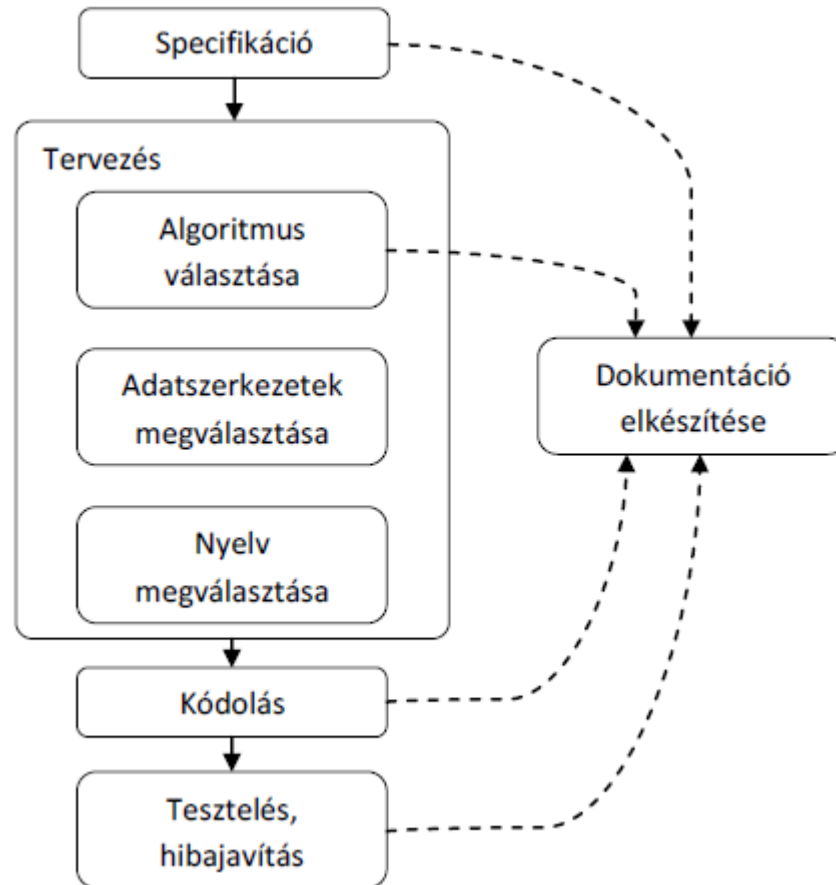 Specifikáció
Tervezés
Algoritmus
választása
Adatszerkezetek
megválasztása
Nyelv
megválasztása
Kódolás
Tesztelés,
hibajavítás
Dokumentáció
elkészítése